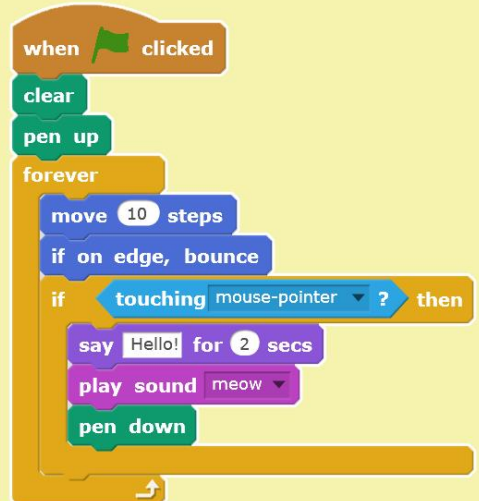 when clicked
clear
pen up
forever
move 10 steps
if on edge, bounce
if touching mouse-pointer ? then
say Hello! for 2 secs
play sound meow
pen down